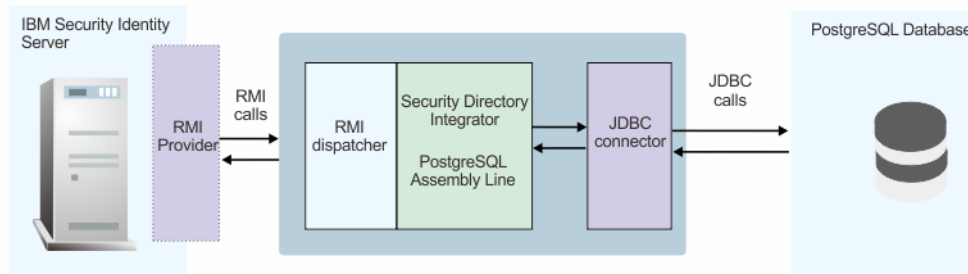 IBM Security Identity
Server
RMI
Provider
RMI
calls
RMI
dispatcher
Security Directory
Integrator
PostgreSQL
Assembly Line
JDBC
connector
JDBC
calls
PostgreSQL Database